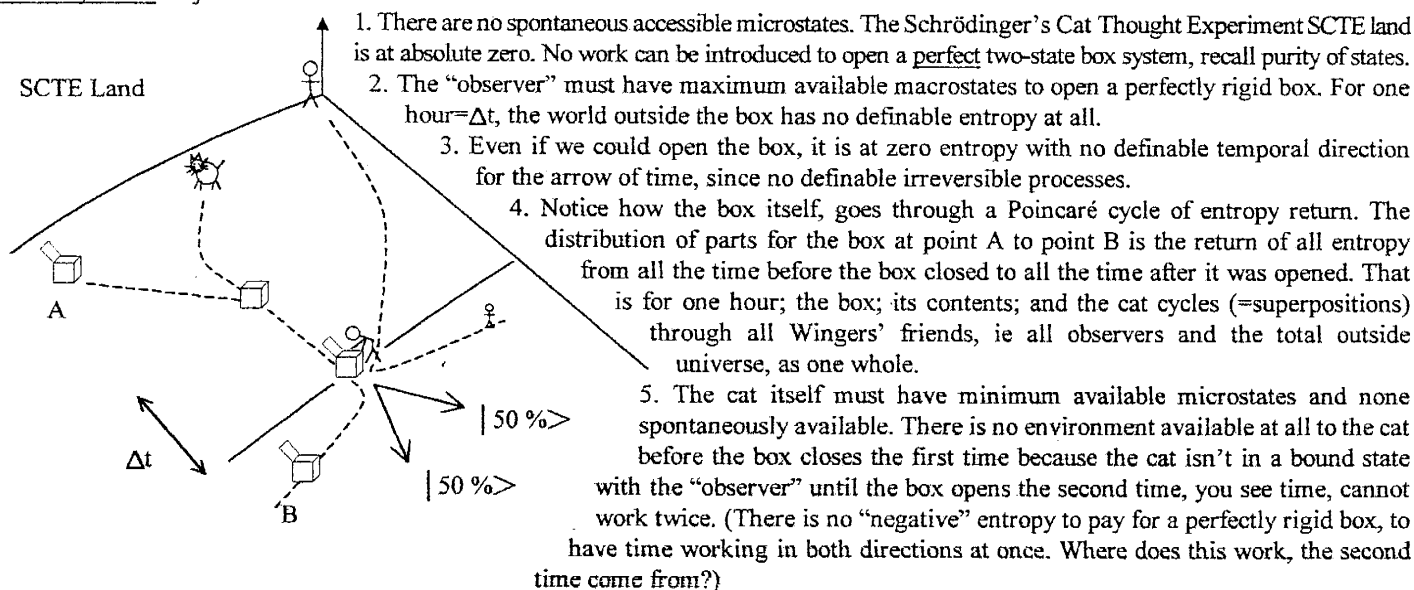 1. There are no spontaneous accessible microstates. The Schrödinger's Cat Thought Experiment SCTE land
is at absolute zero. No work can be introduced to open a perfect two-state box system, recall purity of states.
SCTE Land
2. The “observer” must have maximum available macrostates to open a perfectly rigid box. For one
hour=Δt, the world outside the box has no definable entropy at all.
3. Even if we could open the box, it is at zero entropy with no definable temporal direction
for the arrow of time, since no definable irreversible processes.
4. Notice how the box itself, goes through a Poincaré cycle of entropy return. The
distribution of parts for the box at point A to point B is the return of all entropy
from all the time before the box closed to all the time after it was opened. That
is for one hour; the box; its contents; and the cat cycles (=superpositions)
through all Wingers' friends, ie all observers and the total outside
universe, as one whole.
A
5. The cat itself must have minimum available microstates and none
spontaneously available. There is no environment available at all to the cat
before the box closes the first time because the cat isn't in a bound state
with the “observer” until the box opens the second time, you see time, cannot
work twice. (There is no “negative” entropy to pay for a perfectly rigid box, to
have time working in both directions at once. Where does this work, the second
time come from?)
|50 %>
Δt
|50 %>
B